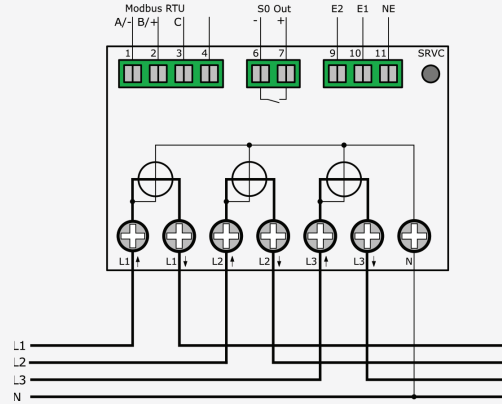 Modbus RTU S0 Out E2 E1 NE
A/- B/+ C - +
1 2 3 4 6 7 9 10 11 SRVC
L1 L1 L2 L2 L3 L3 N
L1
L2
L3
N